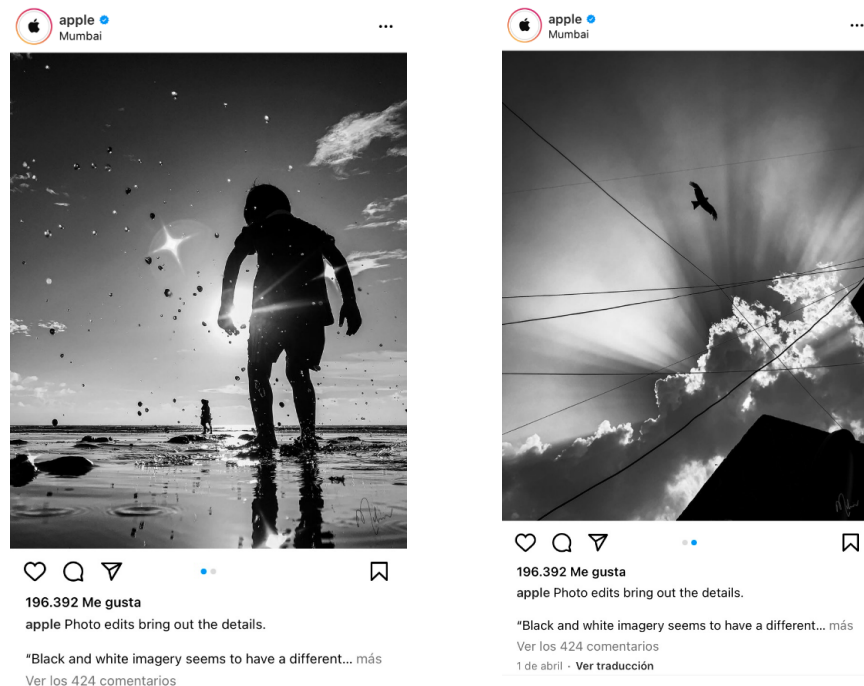 apple
Mumbai
196.392 Me gusta
apple Photo edits bring out the details.
“Black and white imagery seems to have a different... más
Ver los 424 comentarios
apple
Mumbai
196.392 Me gusta
apple Photo edits bring out the details.
“Black and white imagery seems to have a different... más
Ver los 424 comentarios
1 de abril · Ver traducción